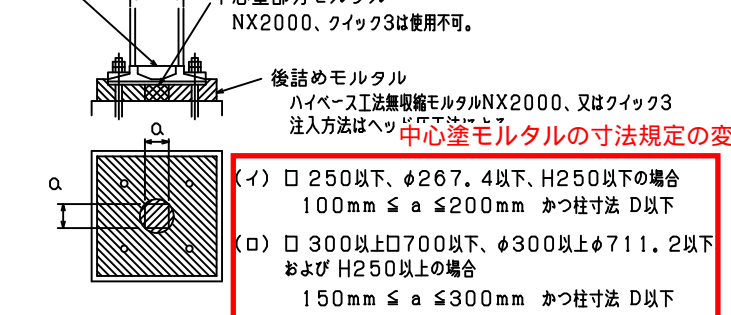 NX2000、クイック3は使用不可。
後詰めモルタル
ハイベース工法無収縮モルタルNX2000、又はクイック3
注入方法はヘッ
中心塗モルタルの寸法規定の変
a
a
(イ) □ 250以下、φ267.4以下、H250以下の場合
100mm ≦ a ≦200mm かつ柱寸法 D以下
(ロ) □ 300以上□700以下、φ300以上φ711.2以下
および H250以上の場合
150mm ≦ a ≦300mm かつ柱寸法 D以下